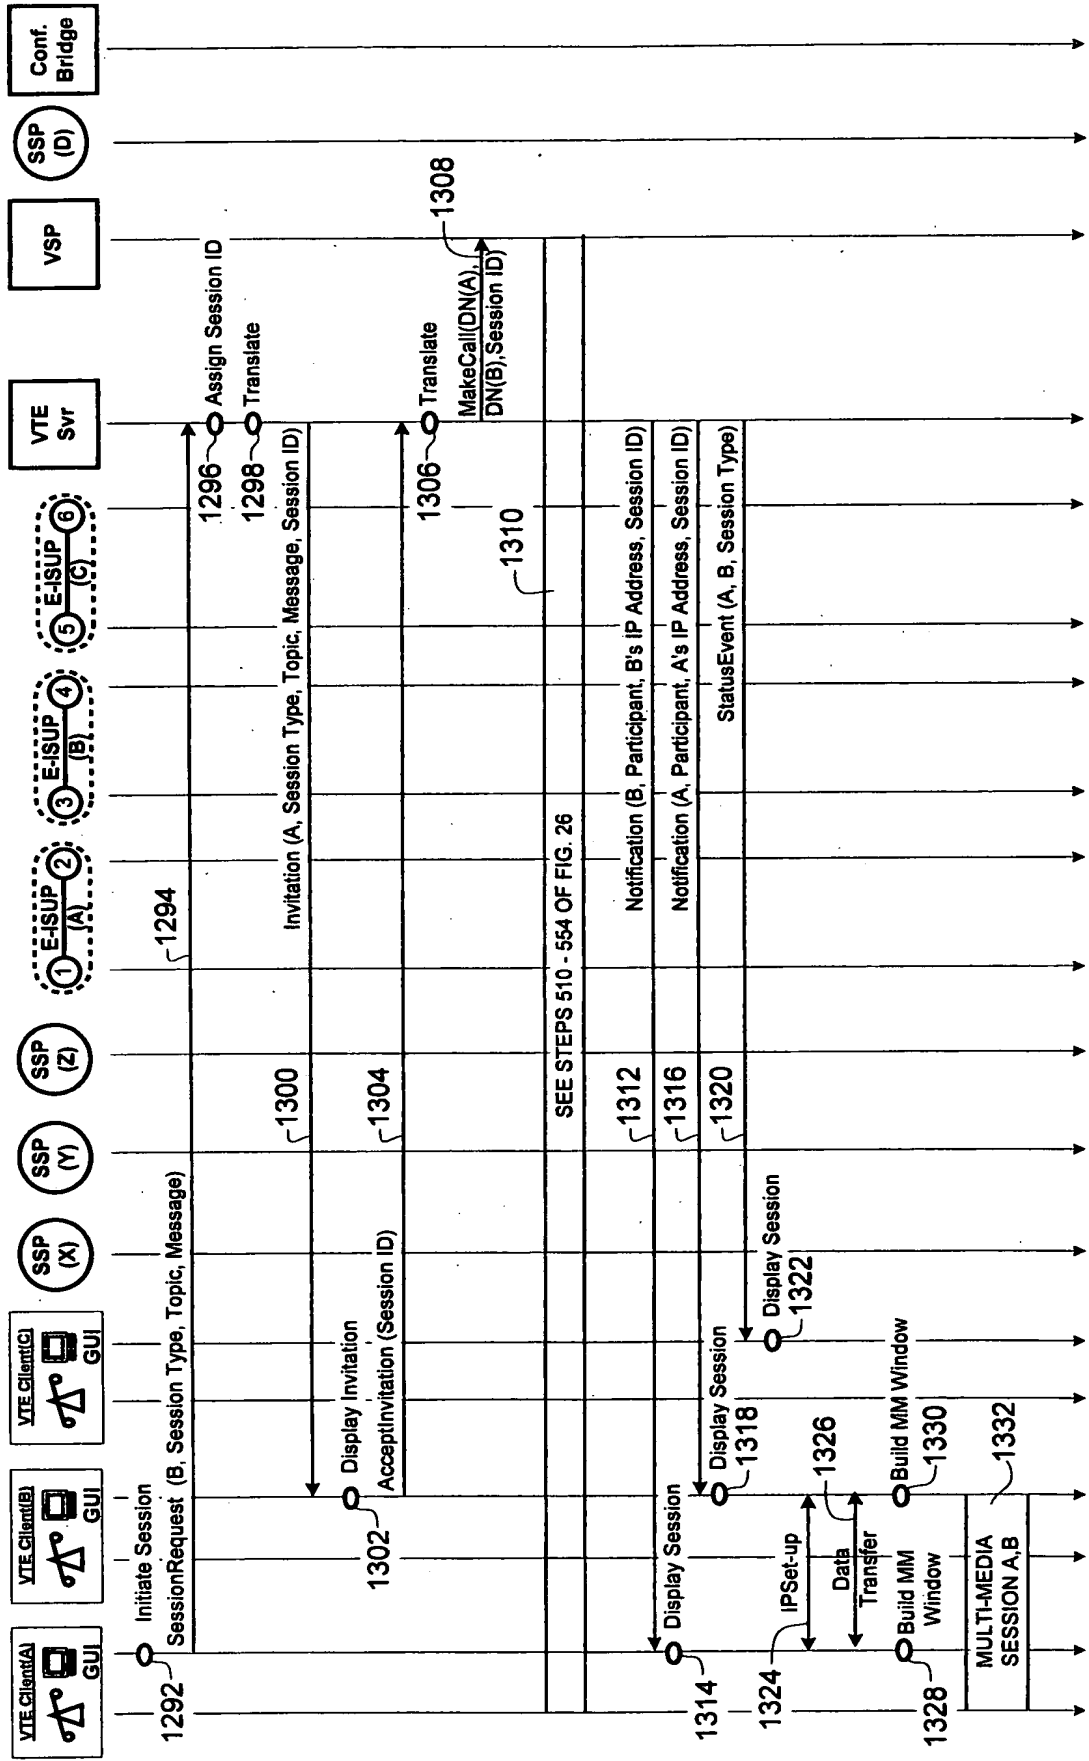 VTE Client(A)
GUI
VTE Client(B)
GUI
VTE Client(C)
GUI
SSP
(X)
SSP
(Y)
SSP
(Z)
1
E-ISUP
(A)
2
3
E-ISUP
(B)
4
5
E-ISUP
(C)
6
VTE
Svr
VSP
SSP
(D)
Conf.
Bridge
Initiate Session
1292
SessionRequest (B, Session Type, Topic, Message)
1294
1296
Assign Session ID
1298
Translate
1300
Invitation (A, Session Type, Topic, Message, Session ID)
Display Invitation
1302
AcceptInvitation (Session ID)
1304
1306
Translate
MakeCall(DN(A),
DN(B),Session ID)
1308
SEE STEPS 510 - 554 OF FIG. 26
1310
1312
Notification (B, Participant, B's IP Address, Session ID)
Display Session
1314
1316
Notification (A, Participant, A's IP Address, Session ID)
Display Session
1318
1320
StatusEvent (A, B, Session Type)
Display Session
1322
IPSet-up
1324
Data
Transfer
1326
Build MM
Window
1328
Build MM Window
1330
MULTI-MEDIA
SESSION A,B
1332